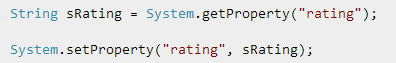 String sRating = System.getProperty("rating");
System.setProperty("rating", sRating);